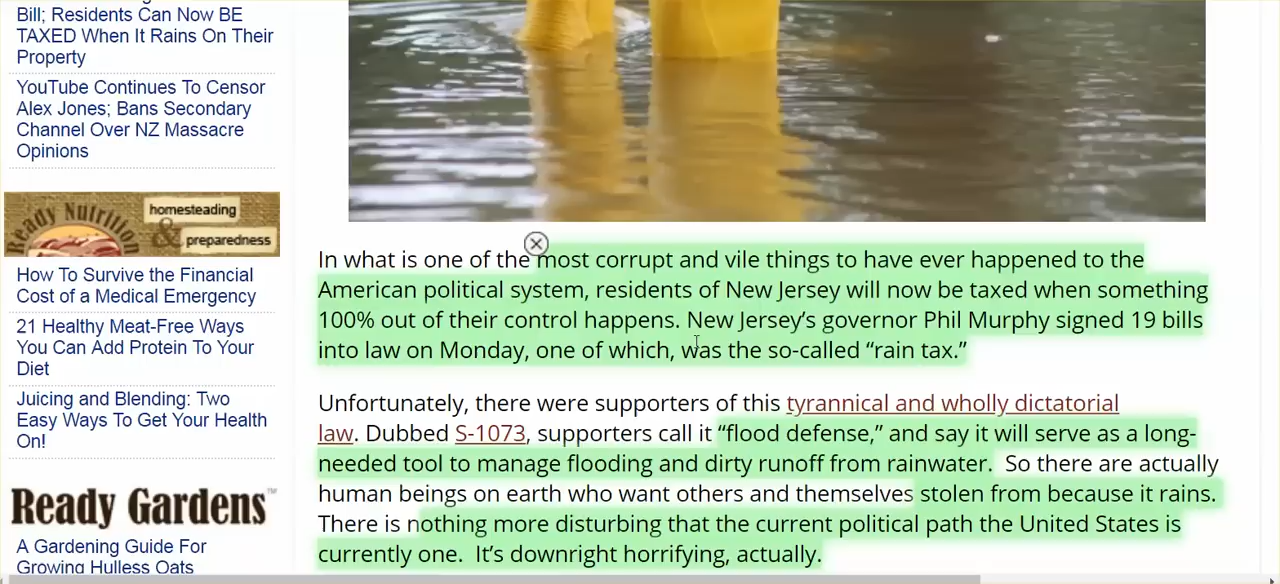 Bill; Residents Can Now BE
TAXED When It Rains On Their
Property
YouTube Continues To Censor
Alex Jones; Bans Secondary
Channel Over NZ Massacre
Opinions
Ready Nutrition
homesteading
&
preparedness
How To Survive the Financial
Cost of a Medical Emergency
21 Healthy Meat-Free Ways
You Can Add Protein To Your
Diet
Juicing and Blending: Two
Easy Ways To Get Your Health
On!
Ready Gardens™
A Gardening Guide For
Growing Hulless Oats
In what is one of the most corrupt and vile things to have ever happened to the
American political system, residents of New Jersey will now be taxed when something
100% out of their control happens. New Jersey’s governor Phil Murphy signed 19 bills
into law on Monday, one of which, was the so-called “rain tax.”
Unfortunately, there were supporters of this tyrannical and wholly dictatorial
law. Dubbed S-1073, supporters call it “flood defense,” and say it will serve as a long-
needed tool to manage flooding and dirty runoff from rainwater. So there are actually
human beings on earth who want others and themselves stolen from because it rains.
There is nothing more disturbing that the current political path the United States is
currently one. It’s downright horrifying, actually.